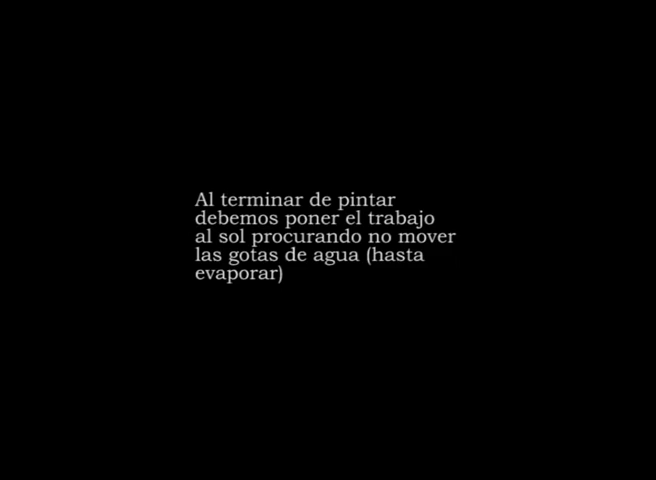 Al terminar de pintar
debemos poner el trabajo
al sol procurando no mover
las gotas de agua (hasta
evaporar)